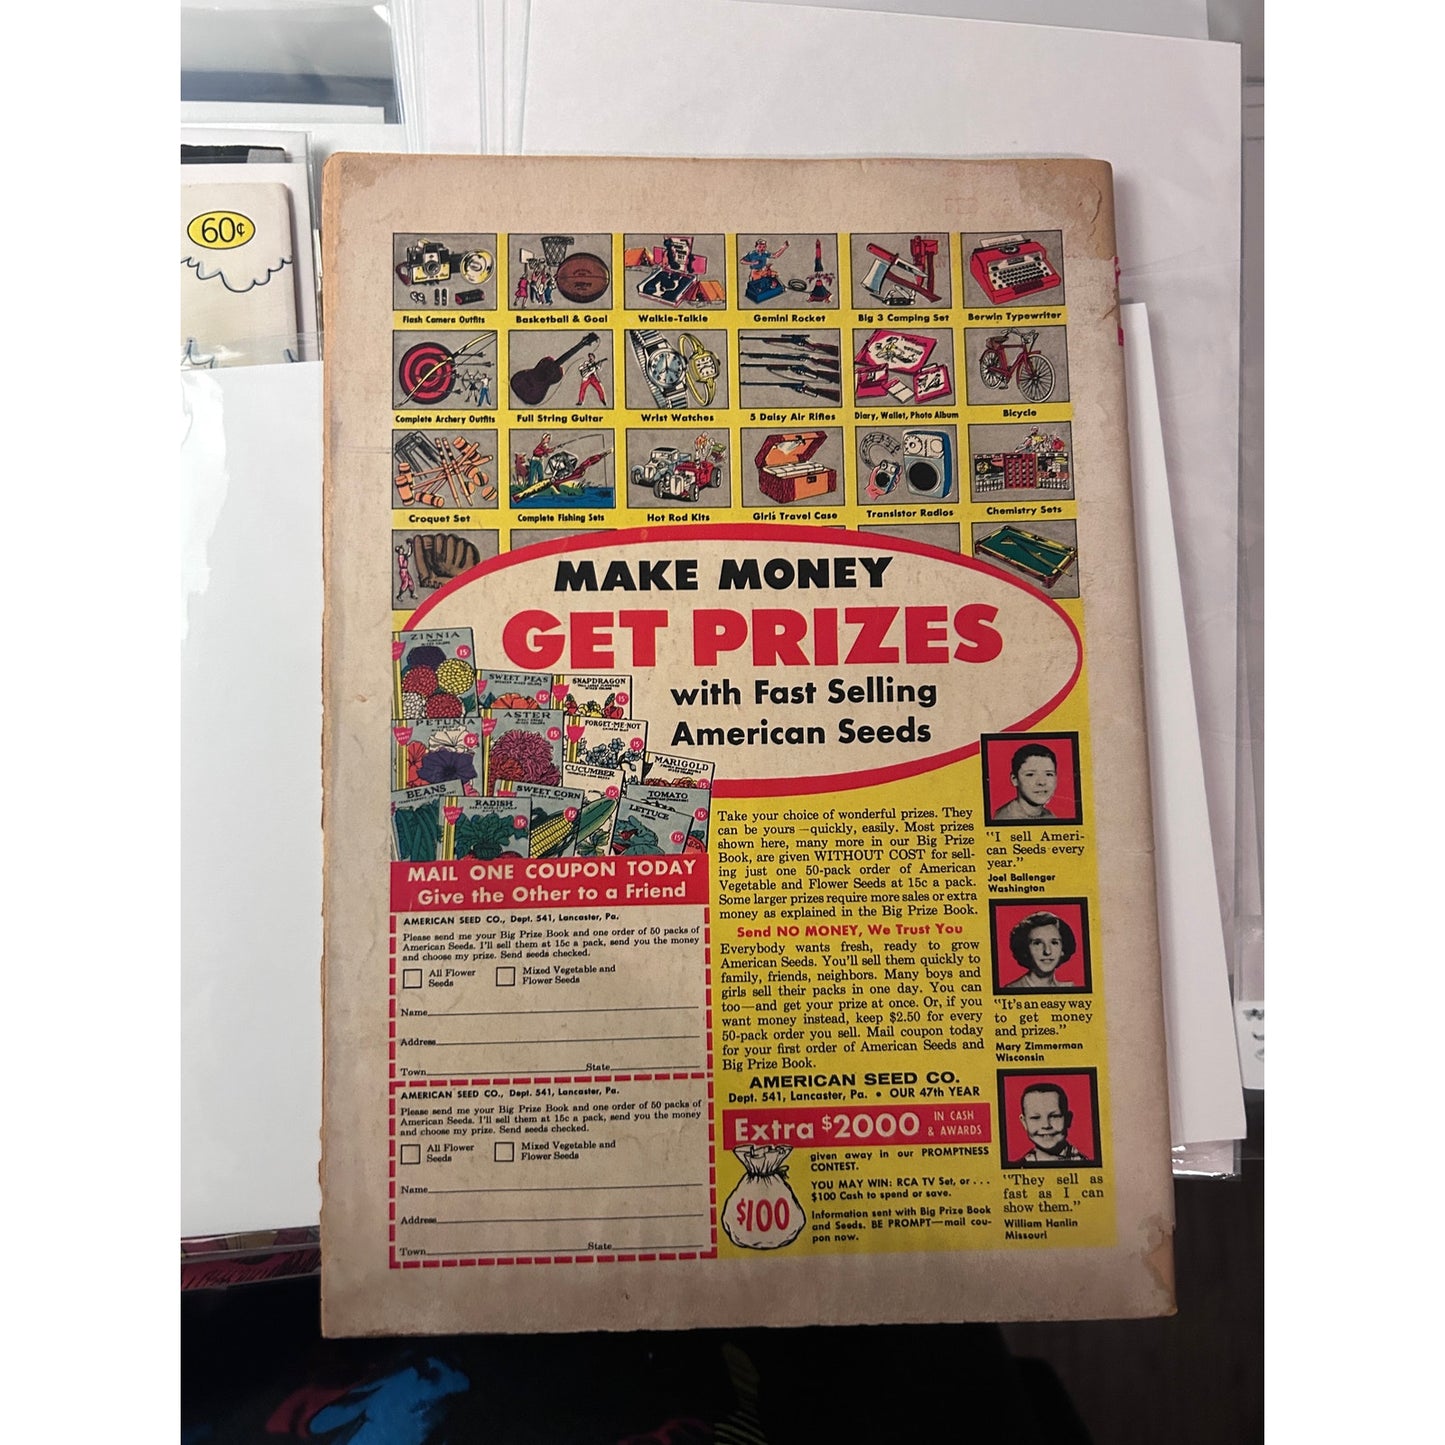 60¢
FEB
Flash Camera Outfits
Basketball & Goal
Walkie-Talkie
Gemini Rocket
Big 3 Camping Set
Berwin Typewriter
Complete Archery Outfits
Full String Guitar
Wrist Watches
5 Daisy Air Rifles
Diary, Wallet, Photo Album
Bicycle
Croquet Set
Complete Fishing Sets
Hot Rod Kits
Girl's Travel Case
Transistor Radios
Chemistry Sets
MAKE MONEY
GET PRIZES
with Fast Selling
American Seeds
ZINNIA
15¢
SWEET PEAS
15¢
SNAPDRAGON
15¢
PETUNIA
ASTER
15¢
FORGET-ME-NOT
15¢
MARIGOLD
15¢
CUCUMBER
BEANS
RADISH
15¢
SWEET CORN
15¢
TOMATO
15¢
LETTUCE
15¢
MAIL ONE COUPON TODAY
Give the Other to a Friend
AMERICAN SEED CO., Dept. 541, Lancaster, Pa.
Please send me your Big Prize Book and one order of 50 packs of
American Seeds. I'll sell them at 15c a pack, send you the money
and choose my prize. Send seeds checked.
All Flower
Seeds
Mixed Vegetable and
Flower Seeds
Name
Address
Town State
AMERICAN SEED CO., Dept. 541, Lancaster, Pa.
Please send me your Big Prize Book and one order of 50 packs of
American Seeds. I'll sell them at 15c a pack, send you the money
and choose my prize. Send seeds checked.
All Flower
Seeds
Mixed Vegetable and
Flower Seeds
Name
Address
Town State
Take your choice of wonderful prizes. They
can be yours—quickly, easily. Most prizes
shown here, many more in our Big Prize
Book, are given WITHOUT COST for sell-
ing just one 50-pack order of American
Vegetable and Flower Seeds at 15c a pack.
Some larger prizes require more sales or extra
money as explained in the Big Prize Book.
Send NO MONEY, We Trust You
Everybody wants fresh, ready to grow
American Seeds. You'll sell them quickly to
family, friends, neighbors. Many boys and
girls sell their packs in one day. You can
too—and get your prize at once. Or, if you
want money instead, keep $2.50 for every
50-pack order you sell. Mail coupon today
for your first order of American Seeds and
Big Prize Book.
AMERICAN SEED CO.
Dept. 541, Lancaster, Pa. • OUR 47th YEAR
Extra $2000 IN CASH
& AWARDS
given away in our PROMPTNESS
CONTEST.
YOU MAY WIN: RCA TV Set, or . . .
$100 Cash to spend or save.
Information sent with Big Prize Book
and Seeds. BE PROMPT—mail cou-
pon now.
$100
"I sell Ameri-
can Seeds every
year."
Joel Ballenger
Washington
"It's an easy way
to get money
and prizes."
Mary Zimmerman
Wisconsin
"They sell as
fast as I can
show them."
William Hanlin
Missouri